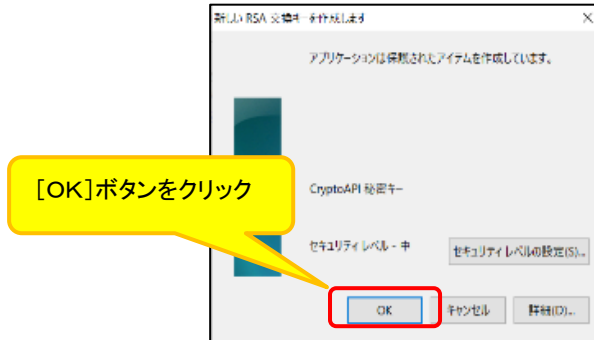 新しい RSA 交換キーを作成します
アプリケーションは保護されたアイテムを作成しています。
[OK]ボタンをクリック
CryptoAPI 秘密キー
セキュリティ レベル - 中
セキュリティ レベルの設定(S)...
OK
キャンセル
詳細(D)...